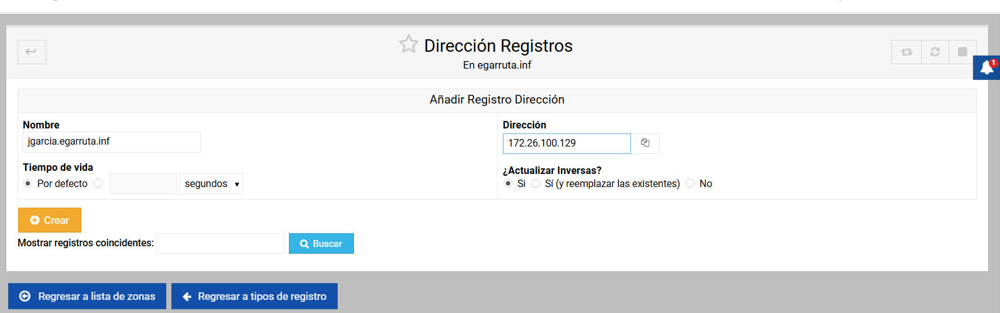 Dirección Registros
En egarruta.inf
1
Añadir Registro Dirección
Nombre
jgarcia.egarruta.inf
Dirección
172.26.100.129
Tiempo de vida
Por defecto segundos
¿Actualizar Inversas?
Si Sí (y reemplazar las existentes) No
Crear
Mostrar registros coincidentes: Buscar
Regresar a lista de zonas Regresar a tipos de registro